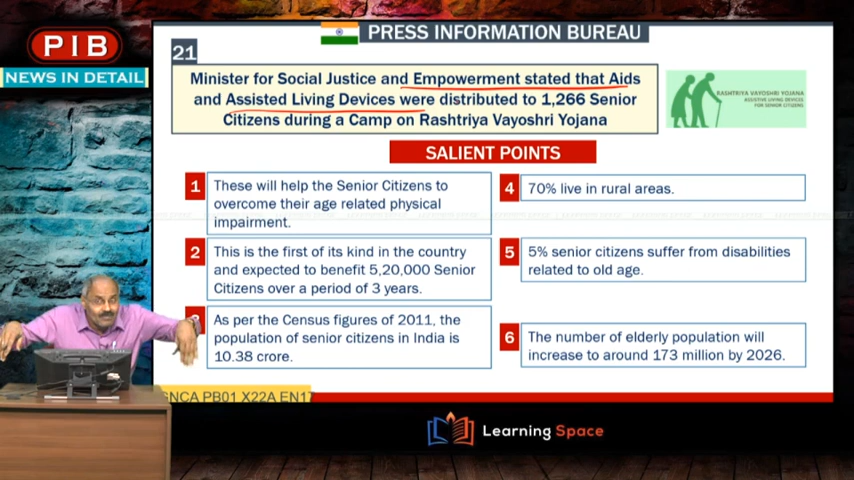 PIB
NEWS IN DETAIL
PRESS INFORMATION BUREAU
21
Minister for Social Justice and Empowerment stated that Aids
and Assisted Living Devices were distributed to 1,266 Senior
Citizens during a Camp on Rashtriya Vayoshri Yojana
RASHTRIYA VAYOSHRI YOJANA
ASSISTIVE LIVING DEVICES
FOR SENIOR CITIZENS
SALIENT POINTS
1
These will help the Senior Citizens to
overcome their age related physical
impairment.
2
This is the first of its kind in the country
and expected to benefit 5,20,000 Senior
Citizens over a period of 3 years.
3
As per the Census figures of 2011, the
population of senior citizens in India is
10.38 crore.
4
70% live in rural areas.
5
5% senior citizens suffer from disabilities
related to old age.
6
The number of elderly population will
increase to around 173 million by 2026.
PB01 X22A
Learning Space